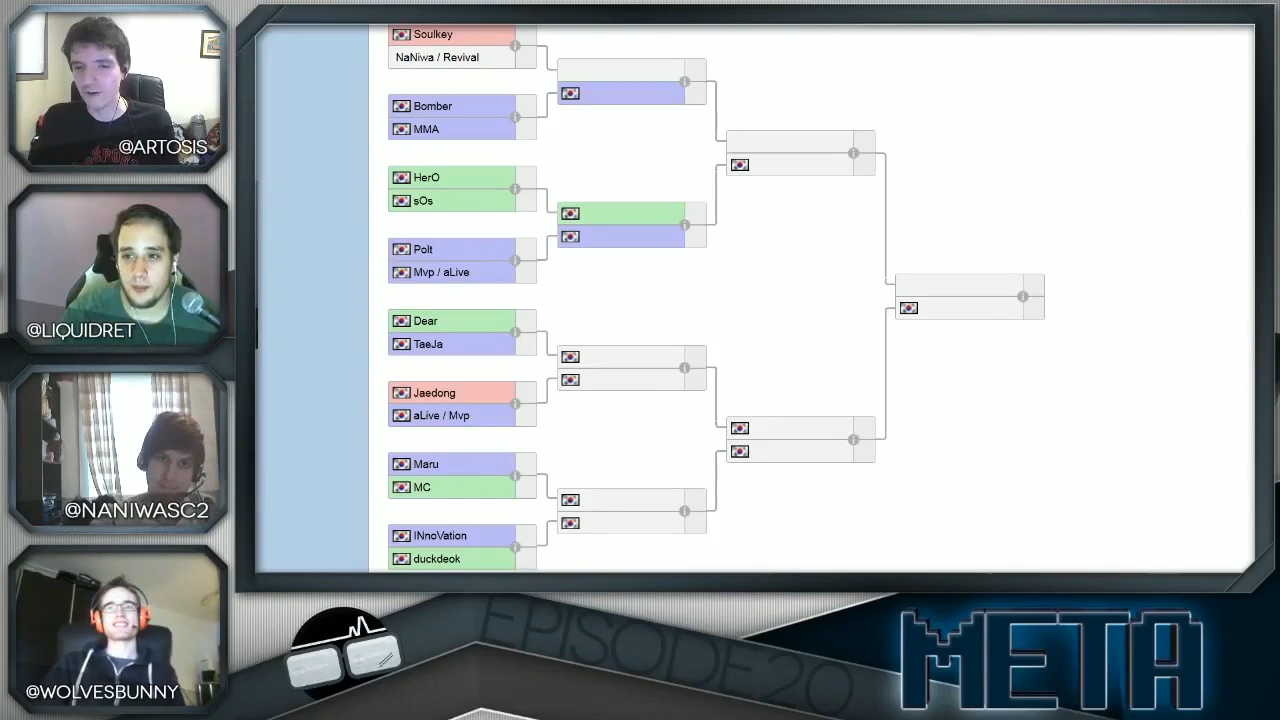 @ARTOSIS
@LIQUIDRET
@NANIWASC2
@WOLVESBUNNY
Soulkey
NaNiwa / Revival
Bomber
MMA
HerO
sOs
Polt
Mvp / aLive
Dear
TaeJa
Jaedong
aLive / Mvp
Maru
MC
INnoVation
duckdeok
EPISODE20
META